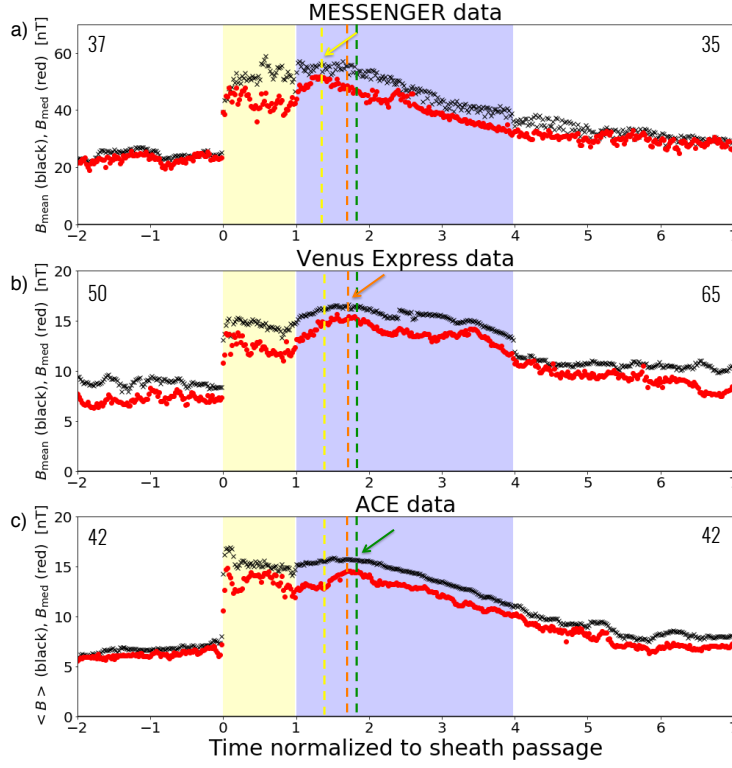 MESSENGER data
a)
37
35
B_mean (black), B_med (red) [nT]
60
40
20
0
−2 −1 0 1 2 3 4 5 6 7
Venus Express data
b)
50
65
B_mean (black), B_med (red) [nT]
20
15
10
5
0
−2 −1 0 1 2 3 4 5 6 7
ACE data
c)
42
42
<B> (black), B_med (red) [nT]
20
15
10
5
0
−2 −1 0 1 2 3 4 5 6 7
Time normalized to sheath passage